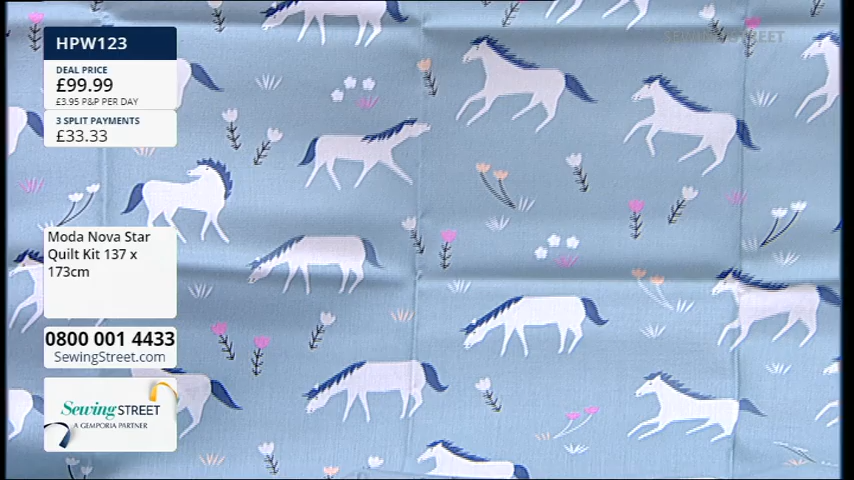 HPW123
DEAL PRICE
£99.99
£3.95 P&P PER DAY
3 SPLIT PAYMENTS
£33.33
Moda Nova Star
Quilt Kit 137 x
173cm
0800 001 4433
SewingStreet.com
Sewing STREET
A GEMPORIA PARTNER
SEWING STREET